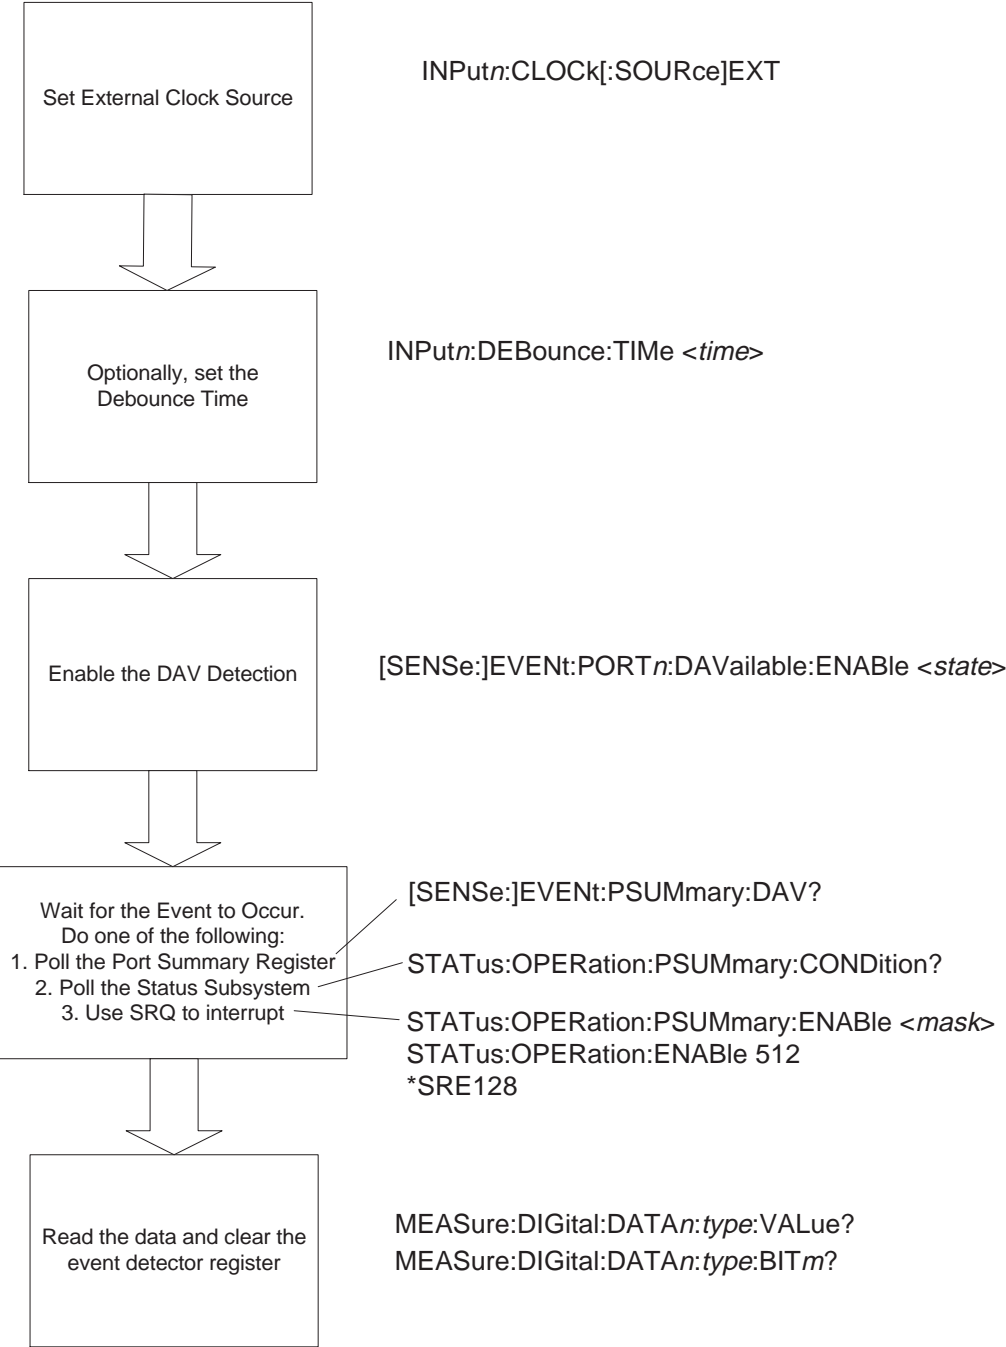 Set External Clock Source
INPutn:CLOCk[:SOURce]EXT
Optionally, set the
Debounce Time
INPutn:DEBounce:TIMe <time>
Enable the DAV Detection
[SENSe:]EVENt:PORTn:DAVailable:ENABle <state>
Wait for the Event to Occur.
Do one of the following:
1. Poll the Port Summary Register
2. Poll the Status Subsystem
3. Use SRQ to interrupt
[SENSe:]EVENt:PSUMmary:DAV?
STATus:OPERation:PSUMmary:CONDition?
STATus:OPERation:PSUMmary:ENABle <mask>
STATus:OPERation:ENABle 512
*SRE128
Read the data and clear the
event detector register
MEASure:DIGital:DATAn:type:VALue?
MEASure:DIGital:DATAn:type:BITm?